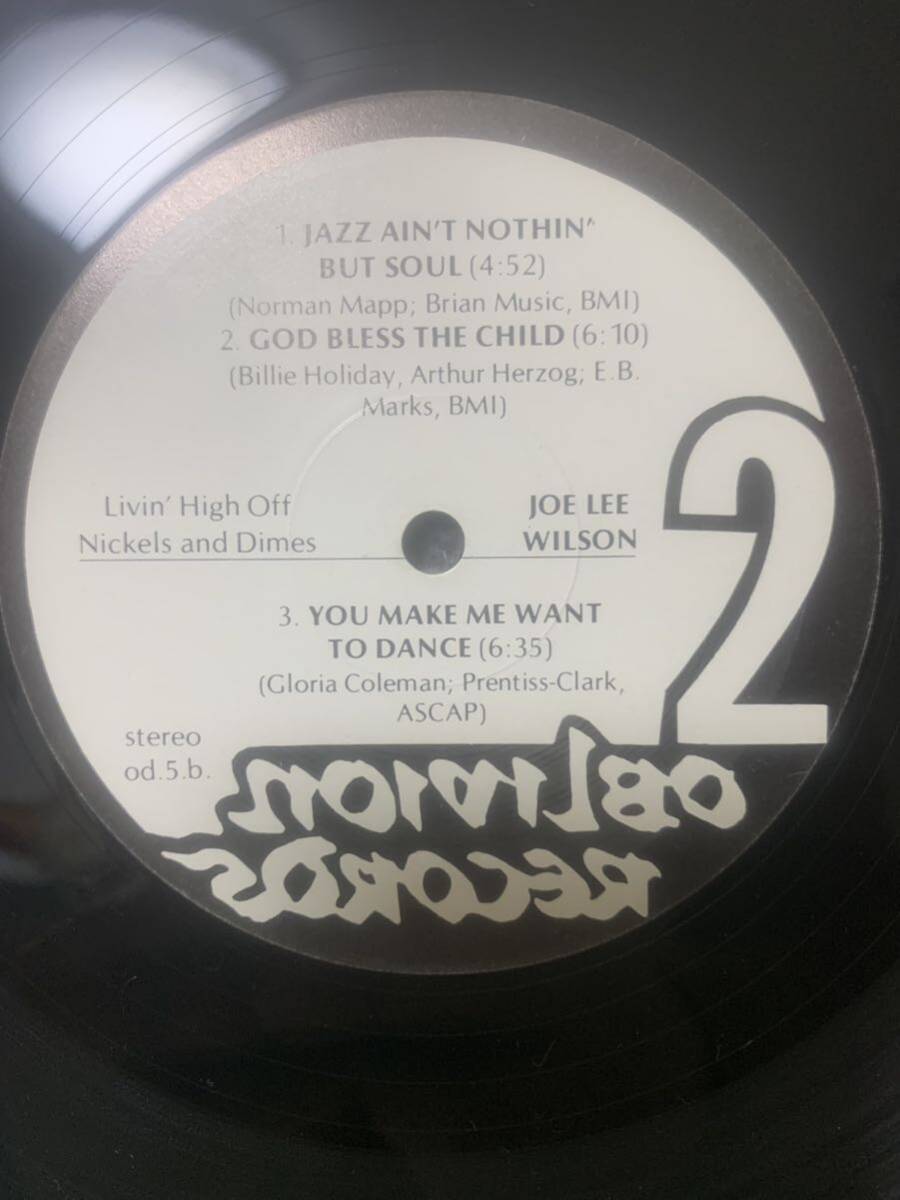 1. JAZZ AIN'T NOTHIN'
BUT SOUL (4:52)
(Norman Mapp; Brian Music, BMI)
2. GOD BLESS THE CHILD (6:10)
(Billie Holiday, Arthur Herzog; E.B.
Marks, BMI)
Livin' High Off
Nickels and Dimes
JOE LEE
WILSON
2
3. YOU MAKE ME WANT
TO DANCE (6:35)
(Gloria Coleman; Prentiss-Clark,
ASCAP)
stereo
od.5.b.
OBLIVION
RECORDS